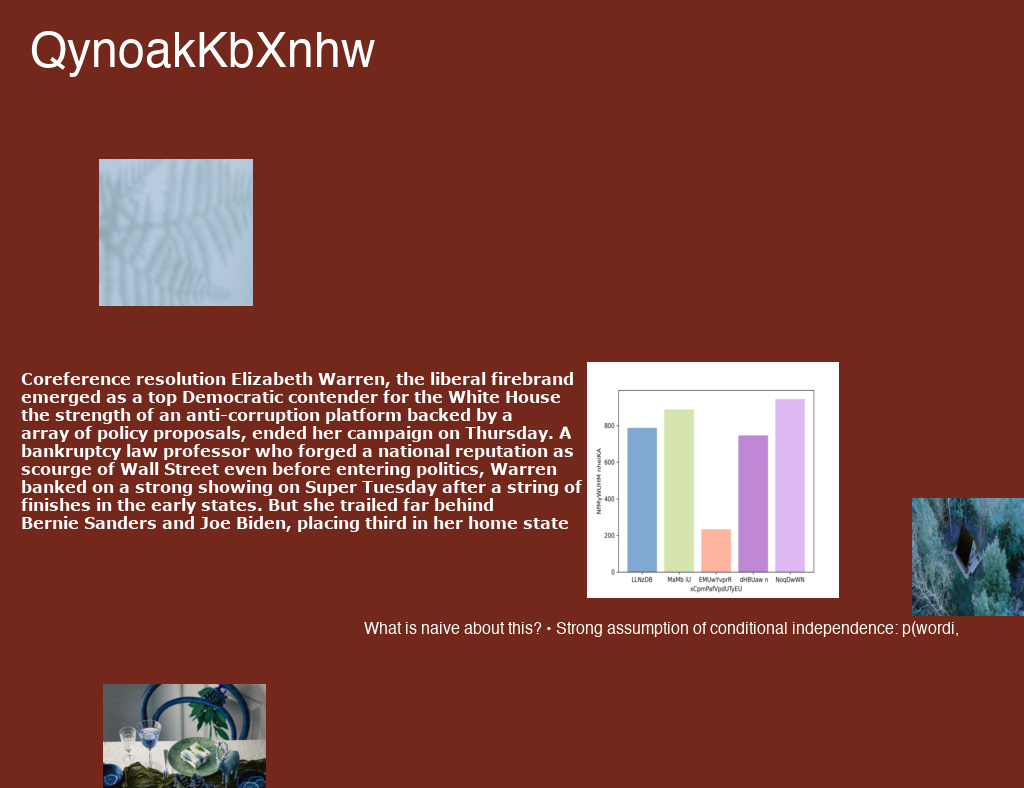 QynoakKbXnhw
Coreference resolution Elizabeth Warren, the liberal firebrand
emerged as a top Democratic contender for the White House
the strength of an anti-corruption platform backed by a
array of policy proposals, ended her campaign on Thursday. A
bankruptcy law professor who forged a national reputation as
scourge of Wall Street even before entering politics, Warren
banked on a strong showing on Super Tuesday after a string of
finishes in the early states. But she trailed far behind
Bernie Sanders and Joe Biden, placing third in her home state
800
600
400
200
0
LLNzDB MaMb iU EMUwYvprR dHBUaw n NoqDwWN
xCpmPafVpdUTyEU
What is naive about this? • Strong assumption of conditional independence: p(wordi,